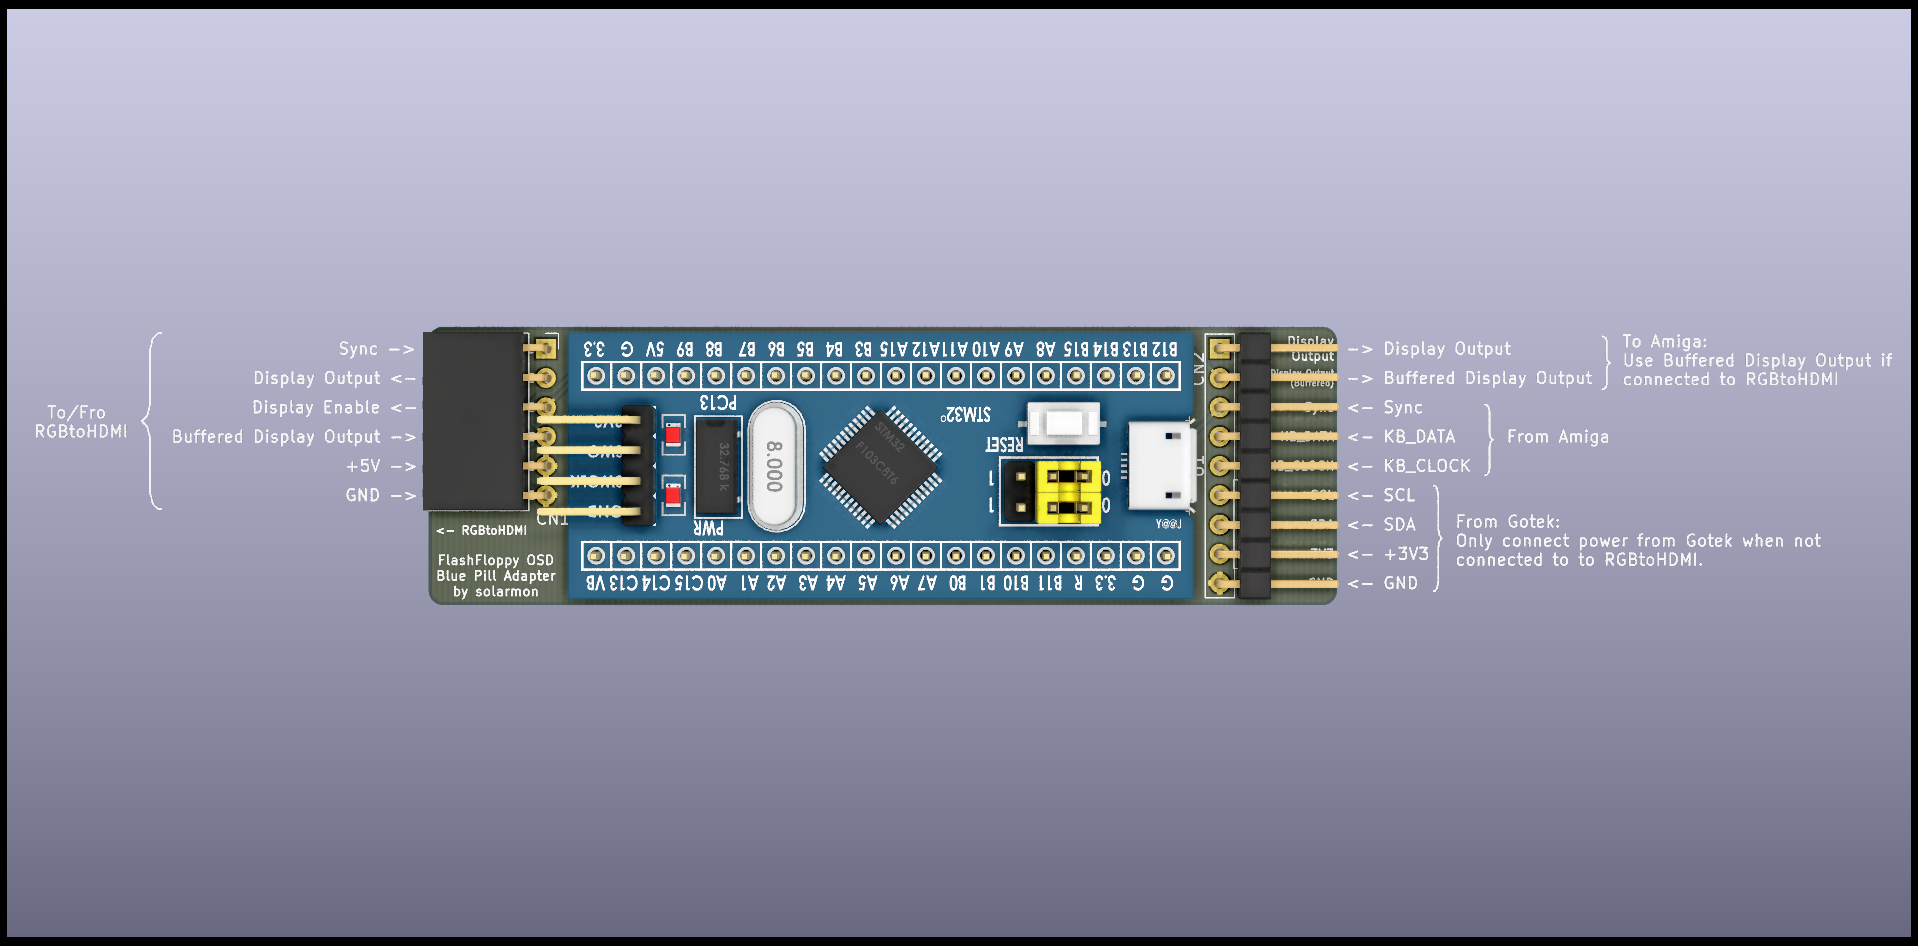 To/Fro
RGBtoHDMI
Sync ->
Display Output <-
Display Enable <-
Buffered Display Output ->
+5V ->
GND ->
CN1
<- RGBtoHDMI
FlashFloppy OSD
Blue Pill Adapter
by solarmon
3.3 G 5V B9 B8 B7 B6 B5 B4 B3 A15 A12 A11 A10 A9 A8 B15 B14 B13 B12
PC13
PWR
32.768 k
8.000
STM32
F103C8T6
STM32
RESET
1 0
1 0
VB C13 C14 C15 A0 A1 A2 A3 A4 A5 A6 A7 B0 B1 B10 B11 R 3.3 G G
CN2
U1
Display
Output
Display Output
(Buffered)
-> Display Output
-> Buffered Display Output
<- Sync
<- KB_DATA
<- KB_CLOCK
<- SCL
<- SDA
<- +3V3
<- GND
To Amiga:
Use Buffered Display Output if
connected to RGBtoHDMI
From Amiga
From Gotek:
Only connect power from Gotek when not
connected to to RGBtoHDMI.